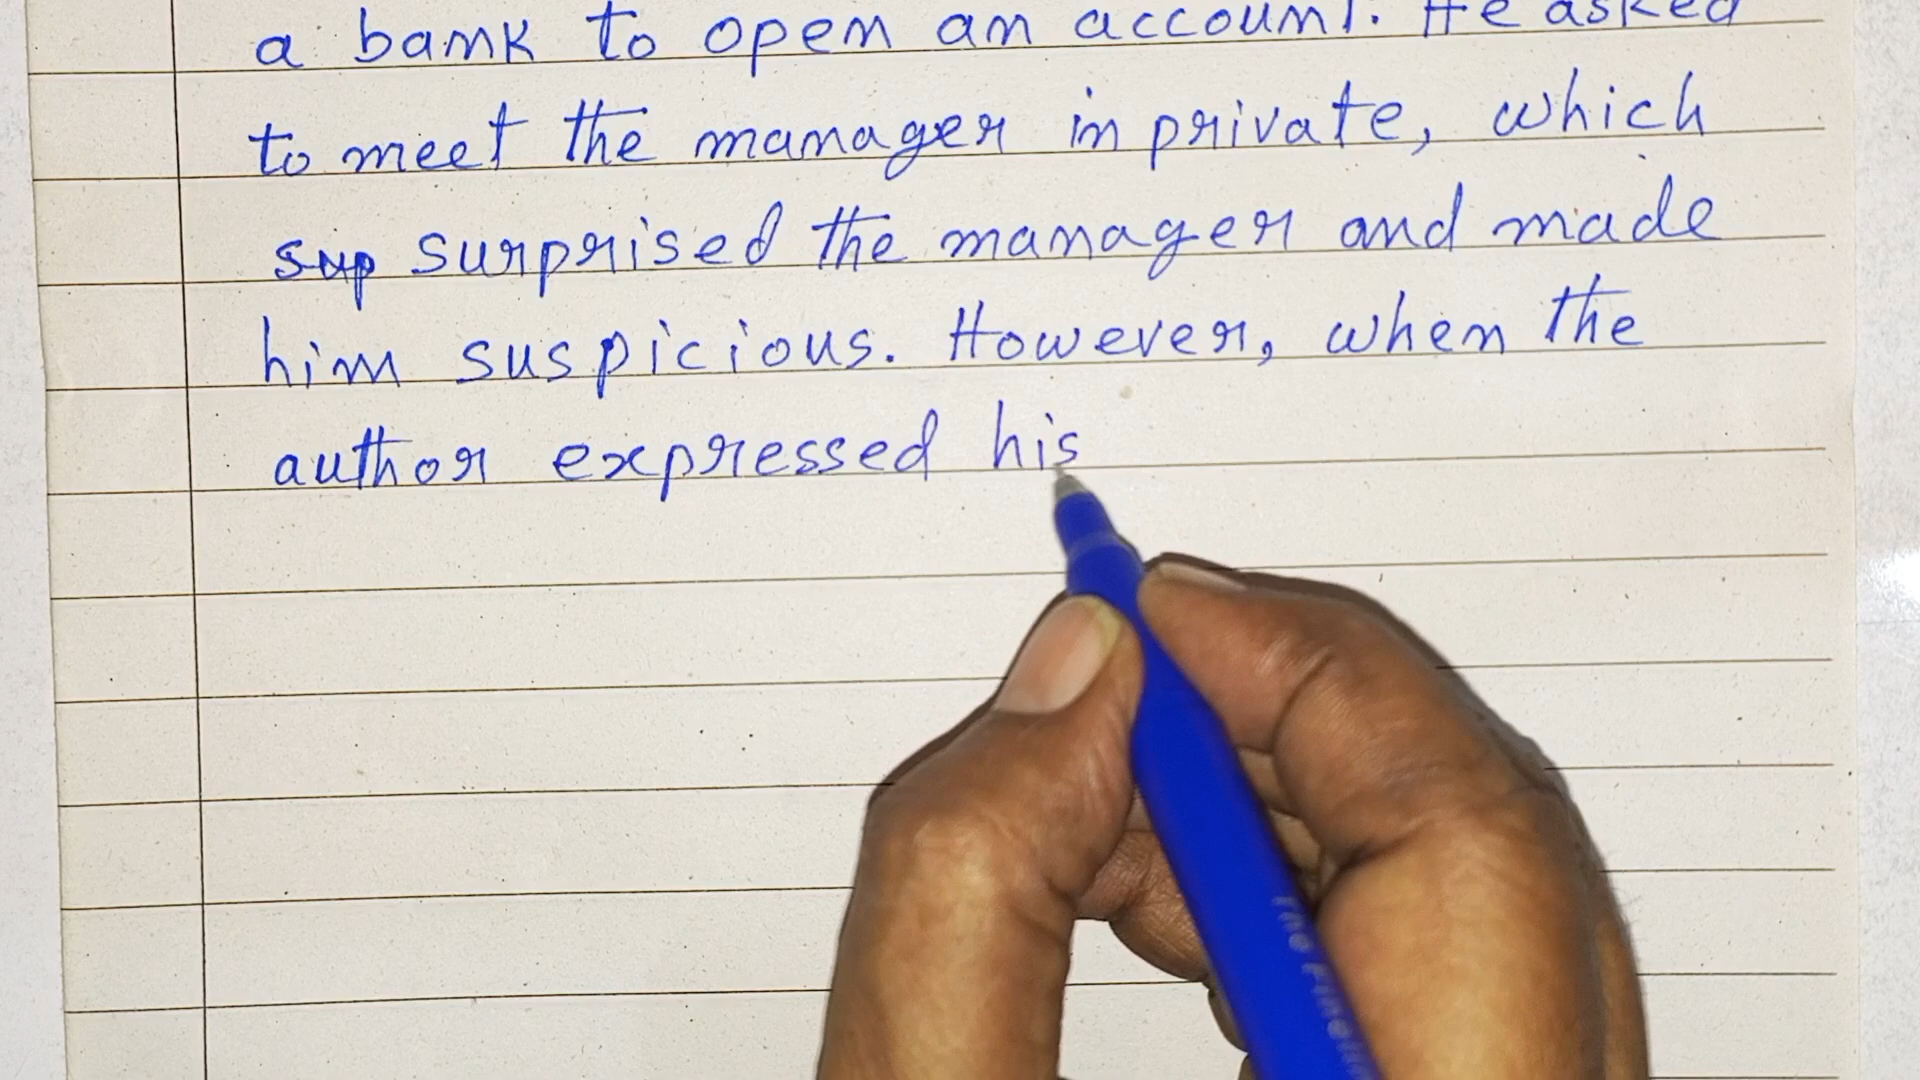 a bank to open an account. He asked
to meet the manager in private, which
sup surprised the manager and made
him suspicious. However, when the
author expressed his
The